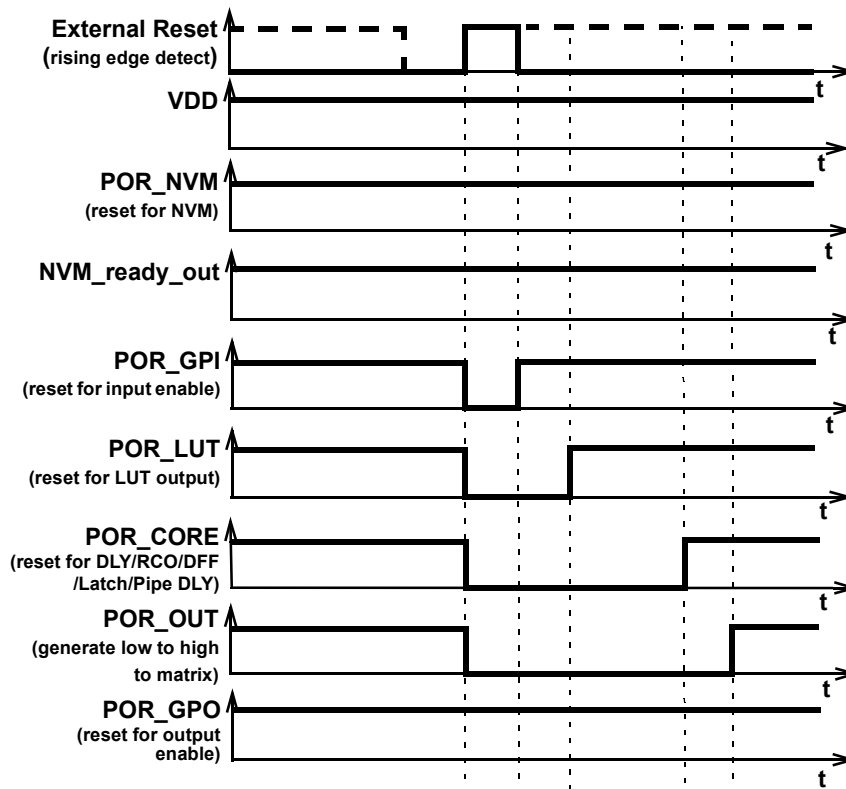 External Reset
(rising edge detect)
t
VDD
t
POR_NVM
(reset for NVM)
t
NVM_ready_out
t
POR_GPI
(reset for input enable)
t
POR_LUT
(reset for LUT output)
t
POR_CORE
(reset for DLY/RCO/DFF
/Latch/Pipe DLY)
t
POR_OUT
(generate low to high
to matrix)
t
POR_GPO
(reset for output
enable)
t